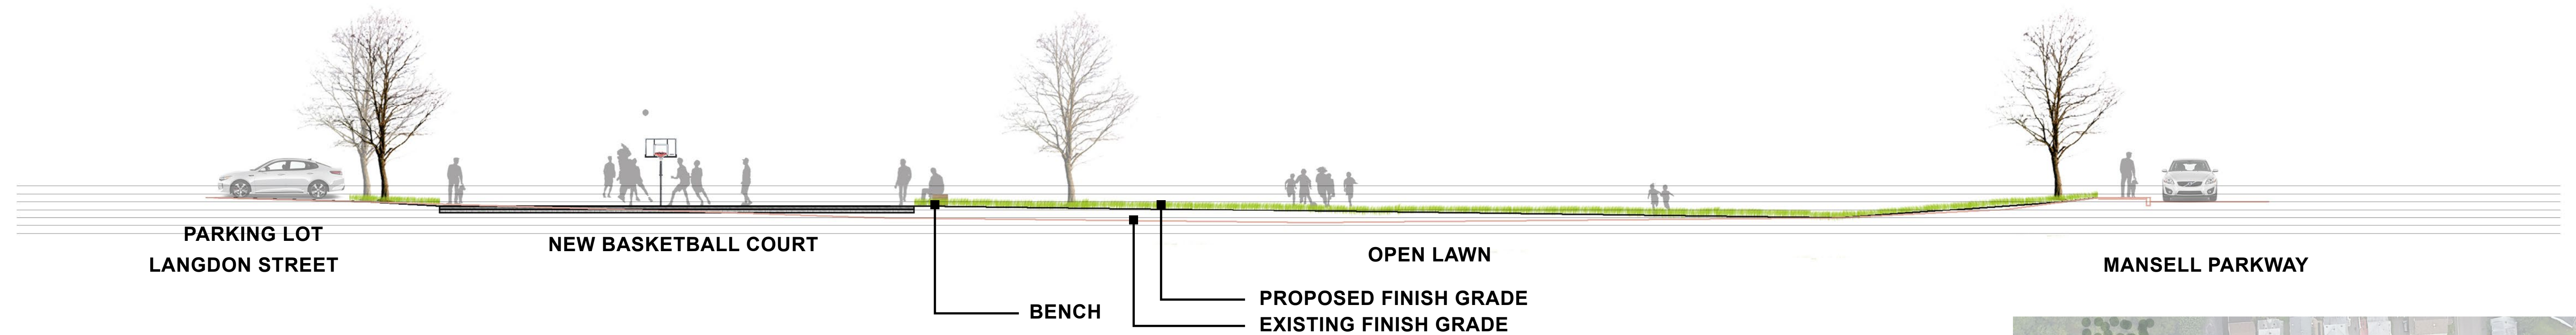 PARKING LOT
LANGDON STREET
NEW BASKETBALL COURT
BENCH
PROPOSED FINISH GRADE
EXISTING FINISH GRADE
OPEN LAWN
MANSELL PARKWAY